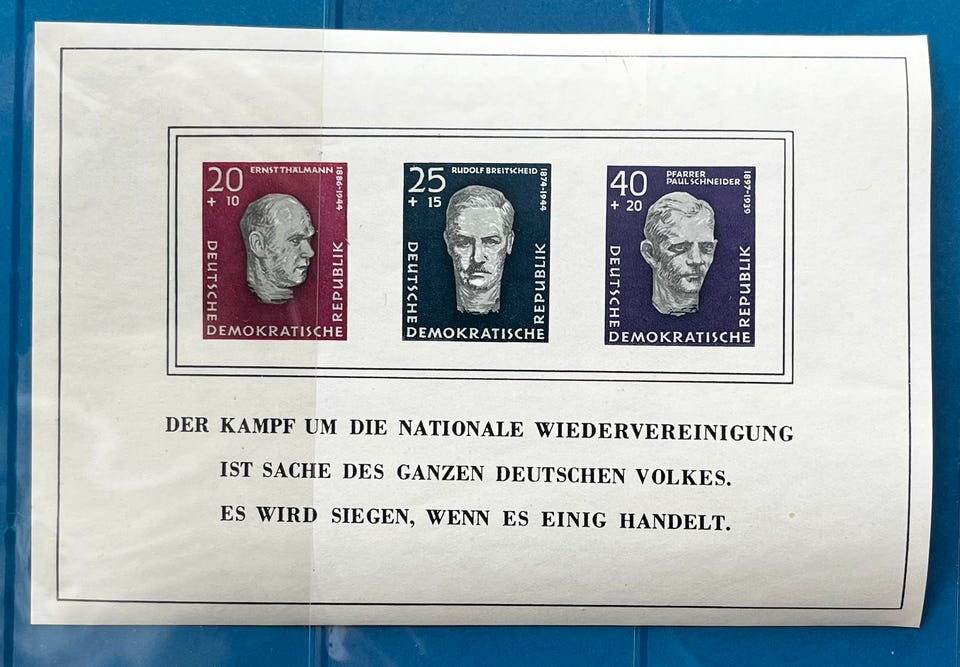 20 ERNST THÄLMANN
+ 10
1886-1944
DEUTSCHE
DEMOKRATISCHE
REPUBLIK
25 RUDOLF BREITSCHEID
+ 15
1874-1944
DEUTSCHE
DEMOKRATISCHE
REPUBLIK
40 PFARRER
PAUL SCHNEIDER
+ 20
1897-1939
DEUTSCHE
DEMOKRATISCHE
REPUBLIK
DER KAMPF UM DIE NATIONALE WIEDERVEREINIGUNG
IST SACHE DES GANZEN DEUTSCHEN VOLKES.
ES WIRD SIEGEN, WENN ES EINIG HANDELT.